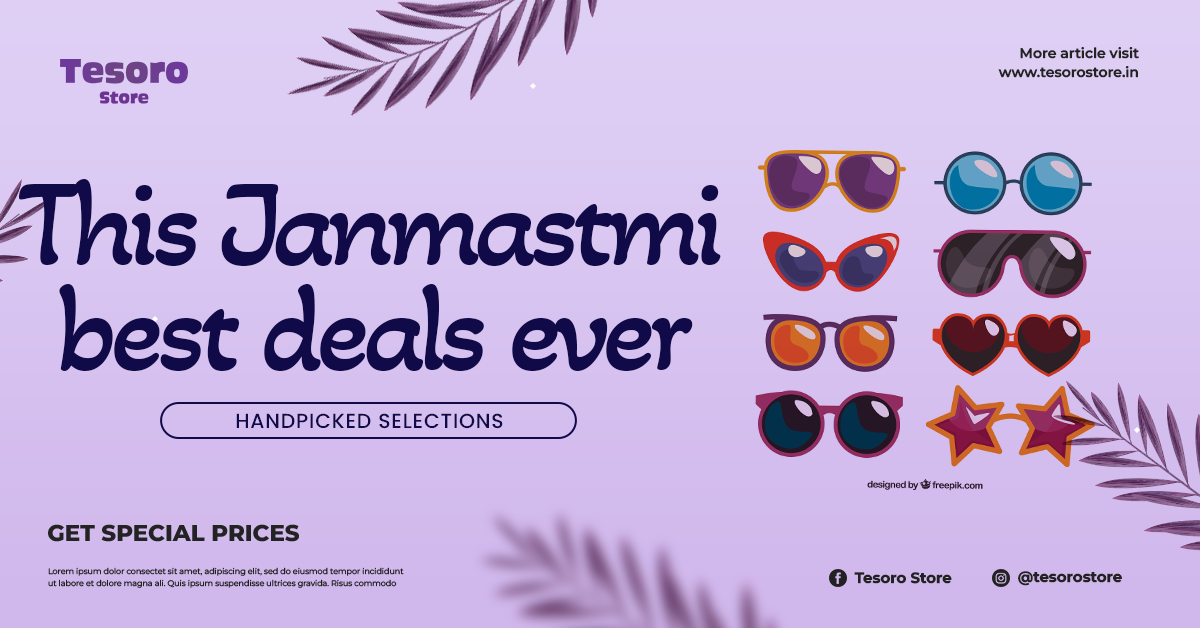 Tesoro
Store
More article visit
www.tesorostore.in
This Janmastmi
best deals ever
HANDPICKED SELECTIONS
designed by freepik.com
GET SPECIAL PRICES
Lorem ipsum dolor consectet sit amet, adipiscing elit, sed do eiusmod tempor incididunt
ut labore et dolore magna ali. Quis ipsum suspendisse ultrices gravida. Risus commodo
Tesoro Store
@tesorostore